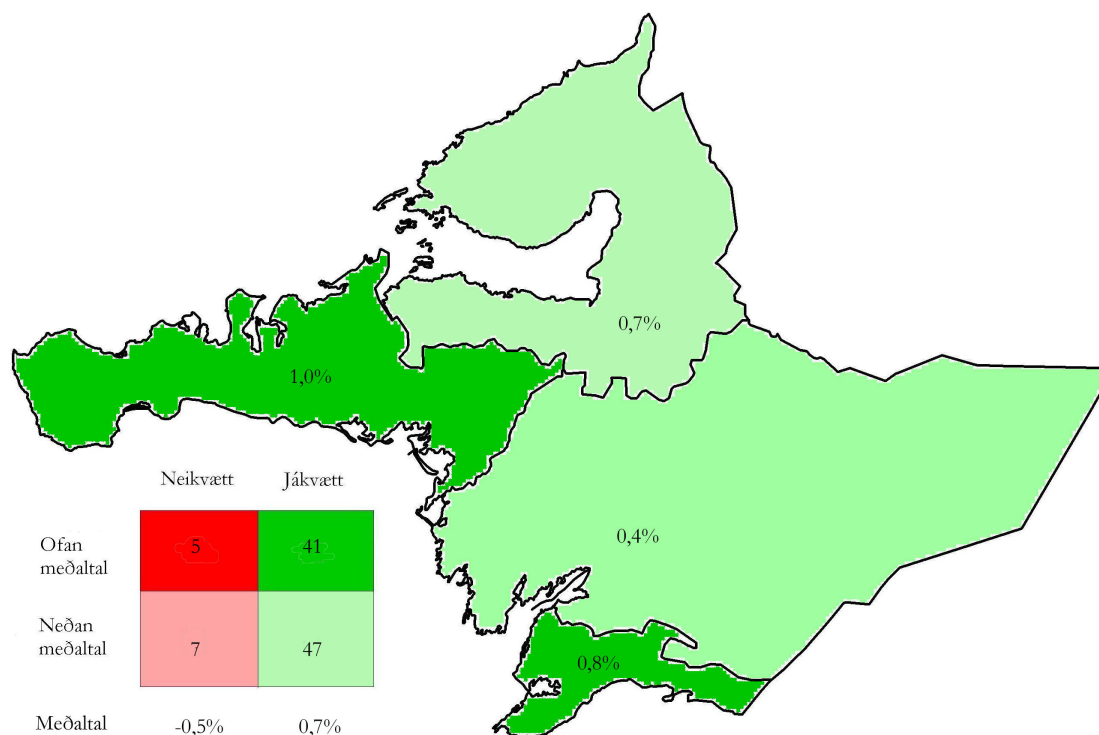 0,7%
1,0%
0,4%
0,8%
Neikvætt Jákvætt
Ofan
meðaltal
5 41
Neðan
meðaltal
7 47
Meðaltal -0,5% 0,7%